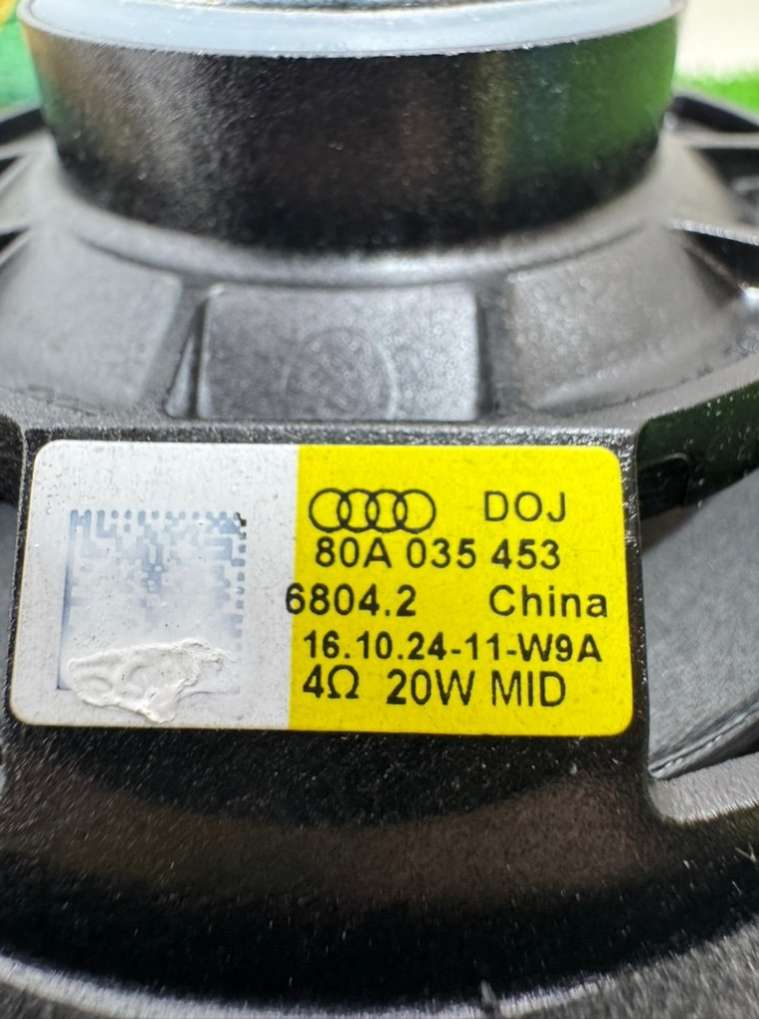 DOJ
80A 035 453
6804.2 China
16.10.24-11-W9A
4Ω 20W MID